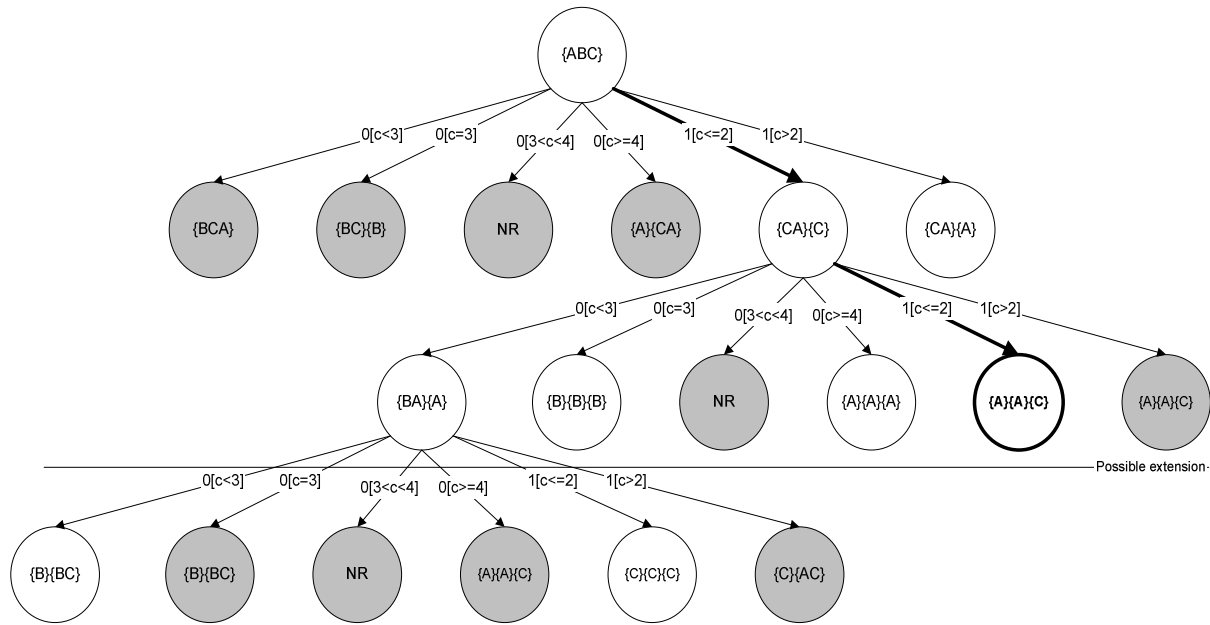 {ABC}
0[c<3] 0[c=3] 0[3<c<4] 0[c>=4] 1[c<=2] 1[c>2]
{BCA} {BC}{B} NR {A}{CA} {CA}{C} {CA}{A}
0[c<3] 0[c=3] 0[3<c<4] 0[c>=4] 1[c<=2] 1[c>2]
{BA}{A} {B}{B}{B} NR {A}{A}{A} {A}{A}{C} {A}{A}{C}
Possible extension
0[c<3] 0[c=3] 0[3<c<4] 0[c>=4] 1[c<=2] 1[c>2]
{B}{BC} {B}{BC} NR {A}{A}{C} {C}{C}{C} {C}{AC}